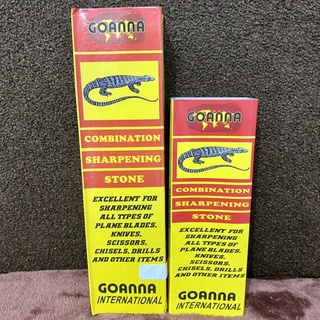 GOANNA
COMBINATION
SHARPENING
STONE
EXCELLENT FOR
SHARPENING
ALL TYPES OF
PLANE BLADES,
KNIVES,
SCISSORS,
CHISELS, DRILLS
AND OTHER ITEMS
GOANNA
INTERNATIONAL
GOANNA
COMBINATION
SHARPENING
STONE
EXCELLENT FOR
SHARPENING
ALL TYPES OF
PLANE BLADES,
KNIVES,
SCISSORS,
CHISELS, DRILLS
AND OTHER ITEMS
GOANNA
INTERNATIONAL